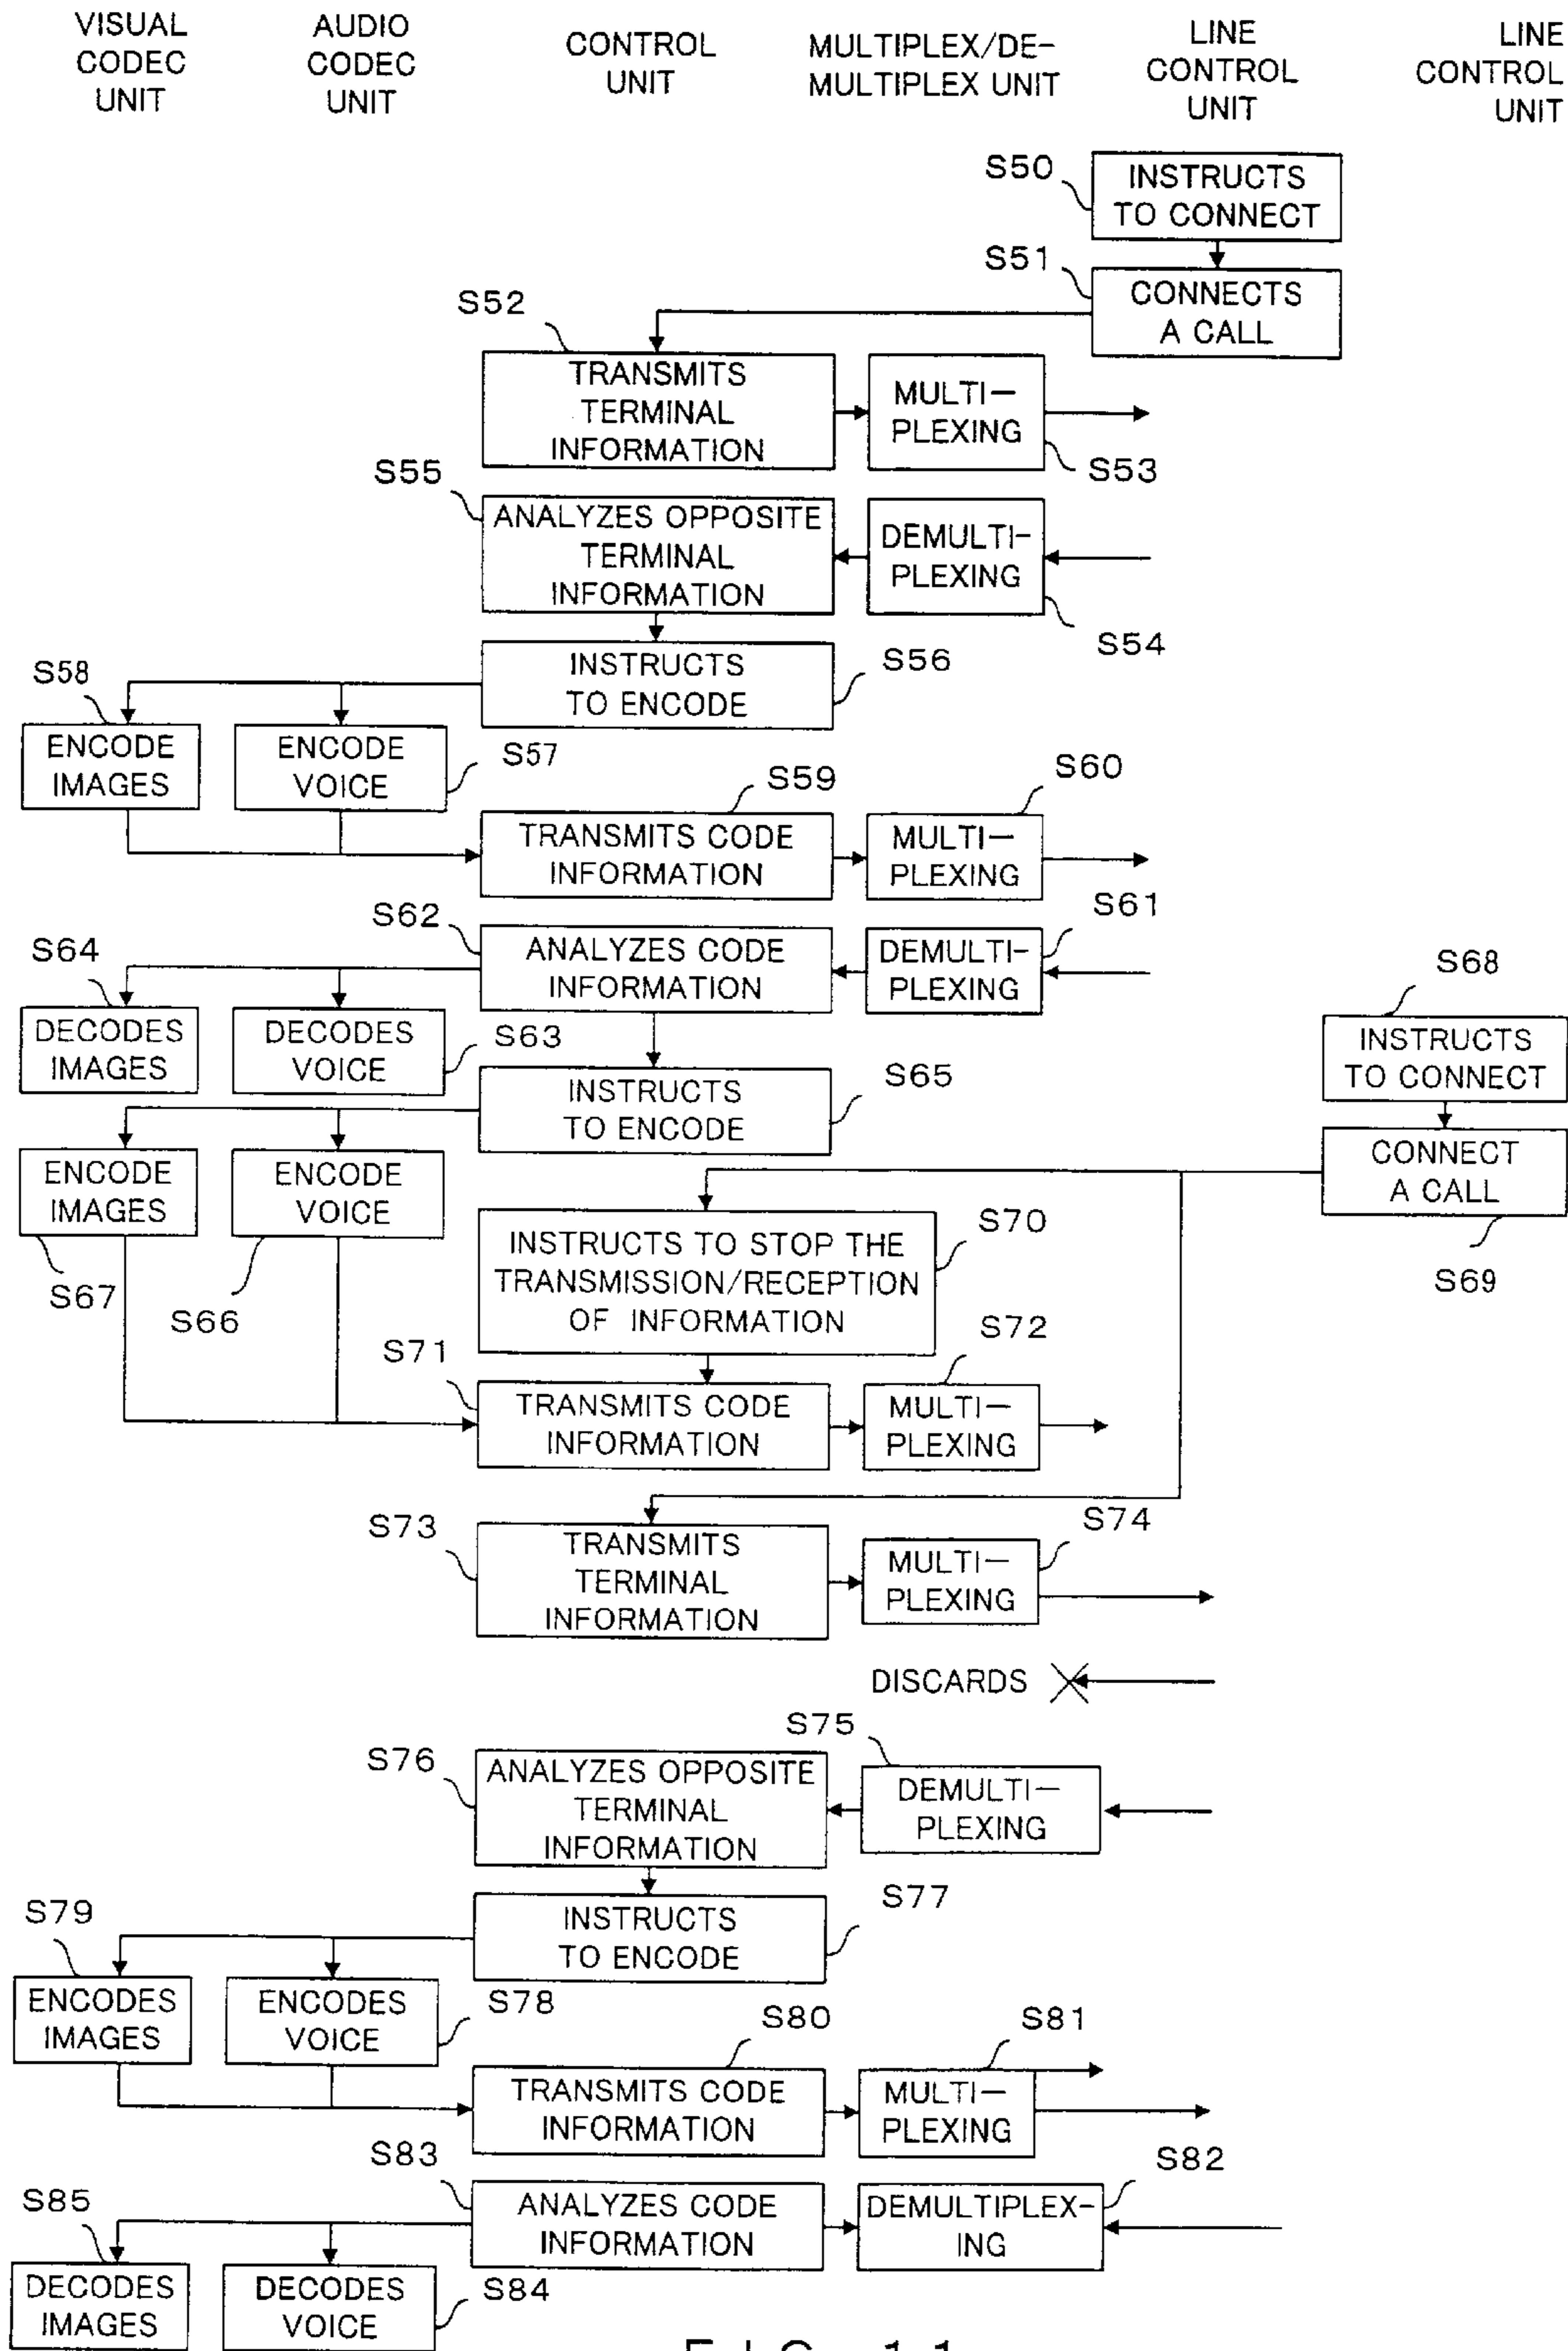 VISUAL
CODEC
UNIT
AUDIO
CODEC
UNIT
CONTROL
UNIT
MULTIPLEX/DE-
MULTIPLEX UNIT
LINE
CONTROL
UNIT
LINE
CONTROL
UNIT
S50
INSTRUCTS
TO CONNECT
S51
CONNECTS
A CALL
S52
TRANSMITS
TERMINAL
INFORMATION
MULTI-
PLEXING
S53
S55
ANALYZES OPPOSITE
TERMINAL
INFORMATION
DEMULTI-
PLEXING
S54
INSTRUCTS
TO ENCODE
S56
S58
ENCODE
IMAGES
ENCODE
VOICE
S57
S59
TRANSMITS CODE
INFORMATION
S60
MULTI-
PLEXING
S62
ANALYZES CODE
INFORMATION
S61
DEMULTI-
PLEXING
S64
DECODES
IMAGES
DECODES
VOICE
S63
S68
INSTRUCTS
TO CONNECT
INSTRUCTS
TO ENCODE
S65
CONNECT
A CALL
S69
ENCODE
IMAGES
S67
ENCODE
VOICE
S66
INSTRUCTS TO STOP THE
TRANSMISSION/RECEPTION
OF INFORMATION
S70
S71
TRANSMITS CODE
INFORMATION
S72
MULTI-
PLEXING
S73
TRANSMITS
TERMINAL
INFORMATION
S74
MULTI-
PLEXING
DISCARDS
S76
ANALYZES OPPOSITE
TERMINAL
INFORMATION
S75
DEMULTI-
PLEXING
INSTRUCTS
TO ENCODE
S77
S79
ENCODES
IMAGES
ENCODES
VOICE
S78
S80
TRANSMITS CODE
INFORMATION
S81
MULTI-
PLEXING
S83
ANALYZES CODE
INFORMATION
S82
DEMULTIPLEX-
ING
S85
DECODES
IMAGES
DECODES
VOICE
S84
FIG. 11